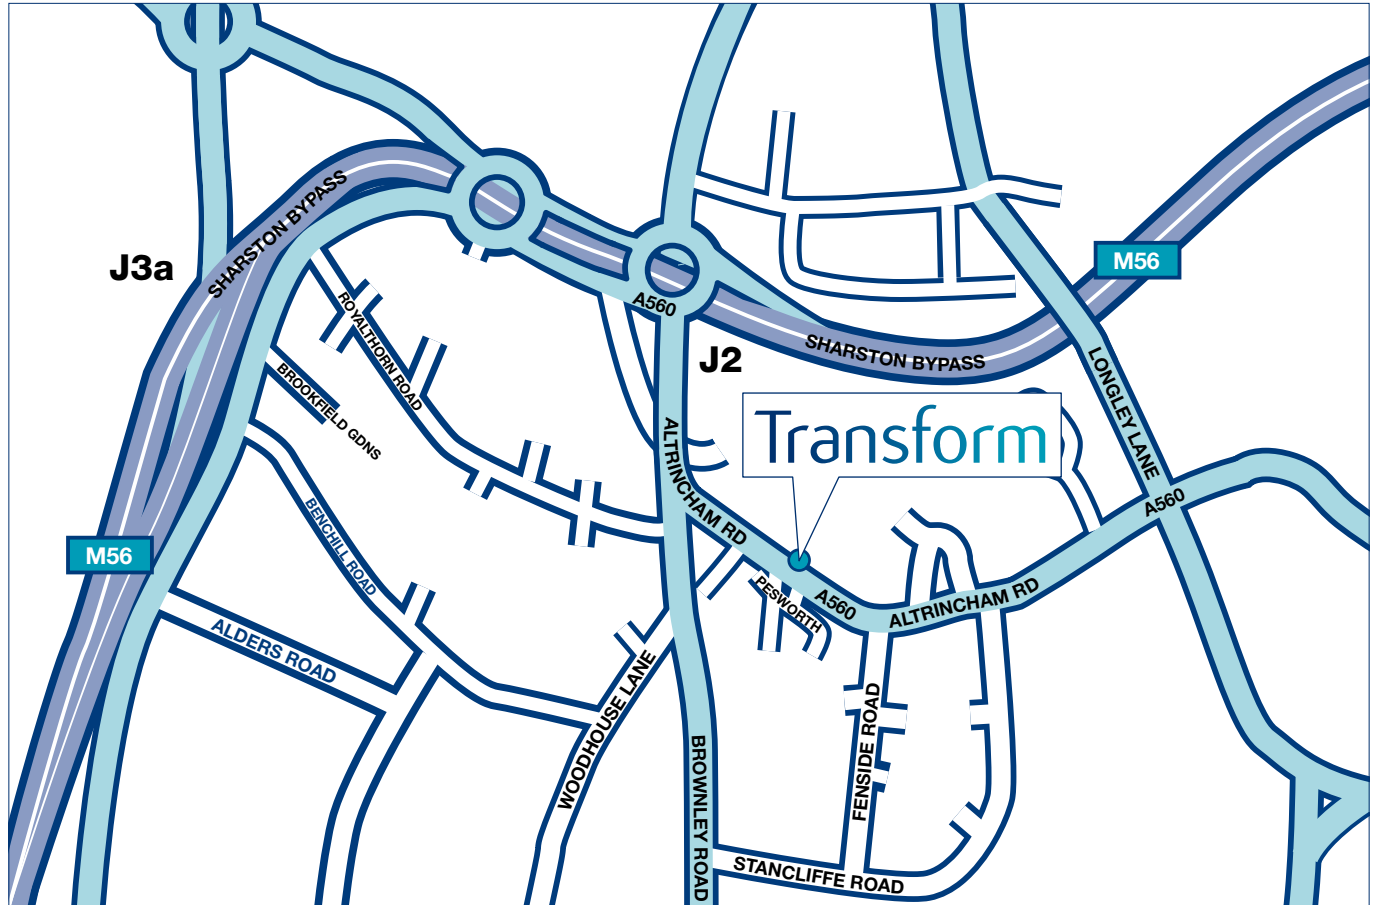 SHARSTON BYPASS
J3a
M56
A560
J2
SHARSTON BYPASS
ROYALTHORN ROAD
LONGLEY LANE
BROOKFIELD GDNS
Transform
ALTRINCHAM RD
A560
BENCHILL ROAD
M56
PESWORTH
A560
ALTRINCHAM RD
ALDERS ROAD
WOODHOUSE LANE
FENSIDE ROAD
BROWNLEY ROAD
STANCLIFFE ROAD